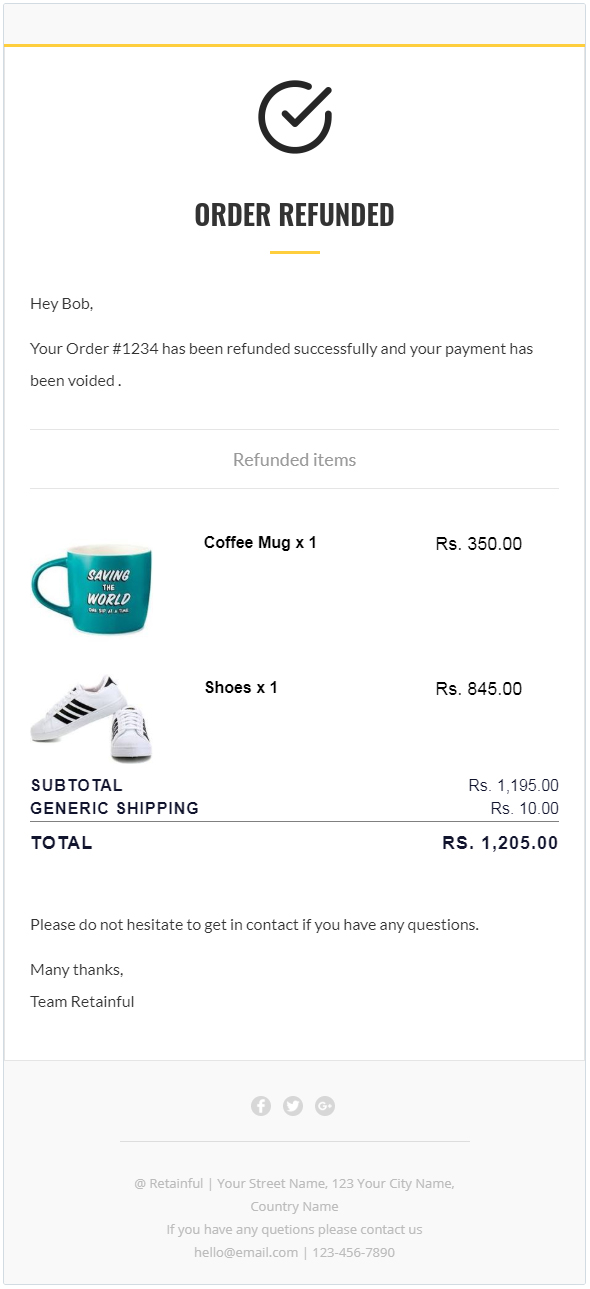 ORDER REFUNDED
Hey Bob,
Your Order #1234 has been refunded successfully and your payment has
been voided .
Refunded items
Coffee Mug x 1 Rs. 350.00
SAVING
THE
WORLD
ONE SIP AT A TIME
Shoes x 1 Rs. 845.00
SUBTOTAL Rs. 1,195.00
GENERIC SHIPPING Rs. 10.00
TOTAL RS. 1,205.00
Please do not hesitate to get in contact if you have any questions.
Many thanks,
Team Retainful
@ Retainful | Your Street Name, 123 Your City Name,
Country Name
If you have any quetions please contact us
hello@email.com | 123-456-7890